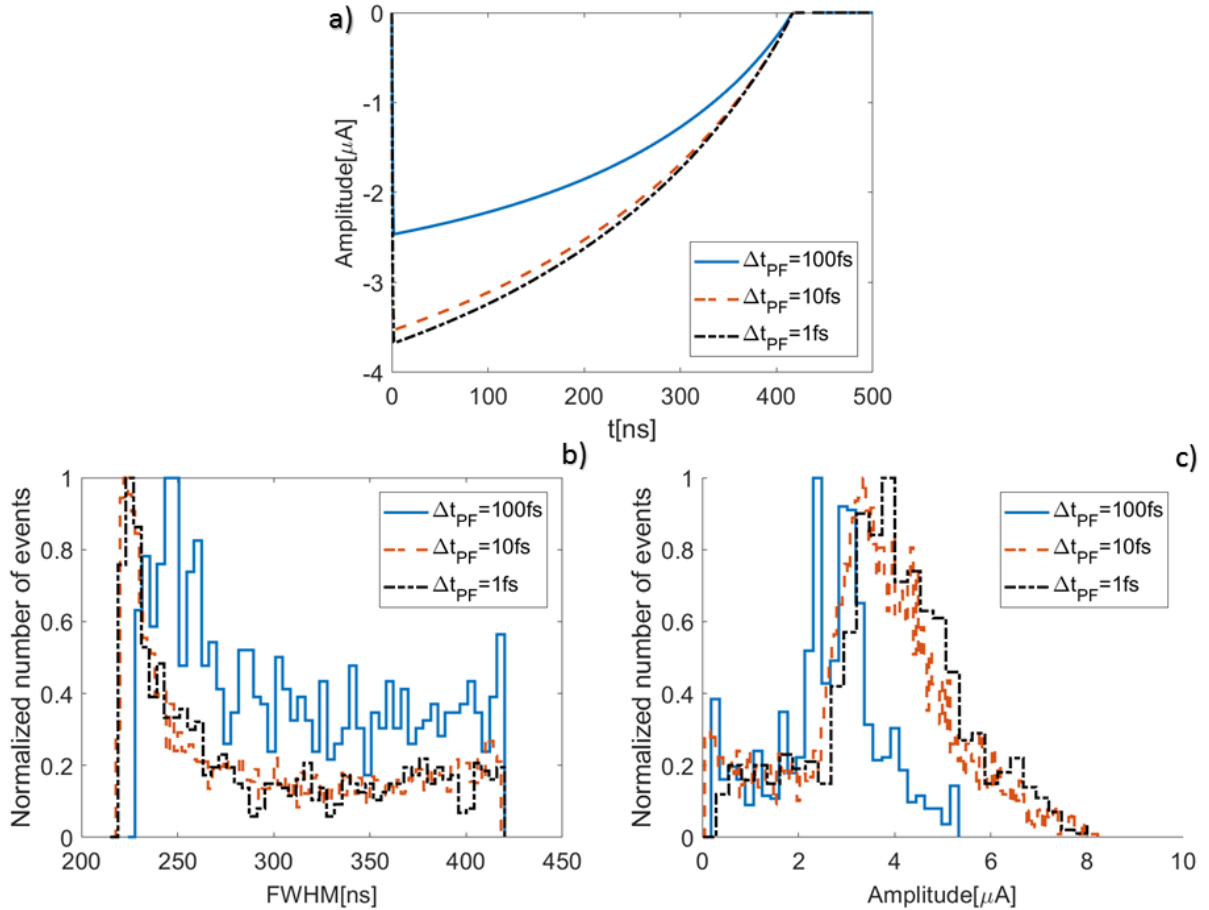 a)
Amplitude[μA]
0
-1
-2
-3
-4
0
100
200
300
400
500
t[ns]
Δt_PF=100fs
Δt_PF=10fs
Δt_PF=1fs
b)
Normalized number of events
1
0.8
0.6
0.4
0.2
0
200
250
300
350
400
450
FWHM[ns]
Δt_PF=100fs
Δt_PF=10fs
Δt_PF=1fs
c)
Normalized number of events
1
0.8
0.6
0.4
0.2
0
0
2
4
6
8
10
Amplitude[μA]
Δt_PF=100fs
Δt_PF=10fs
Δt_PF=1fs